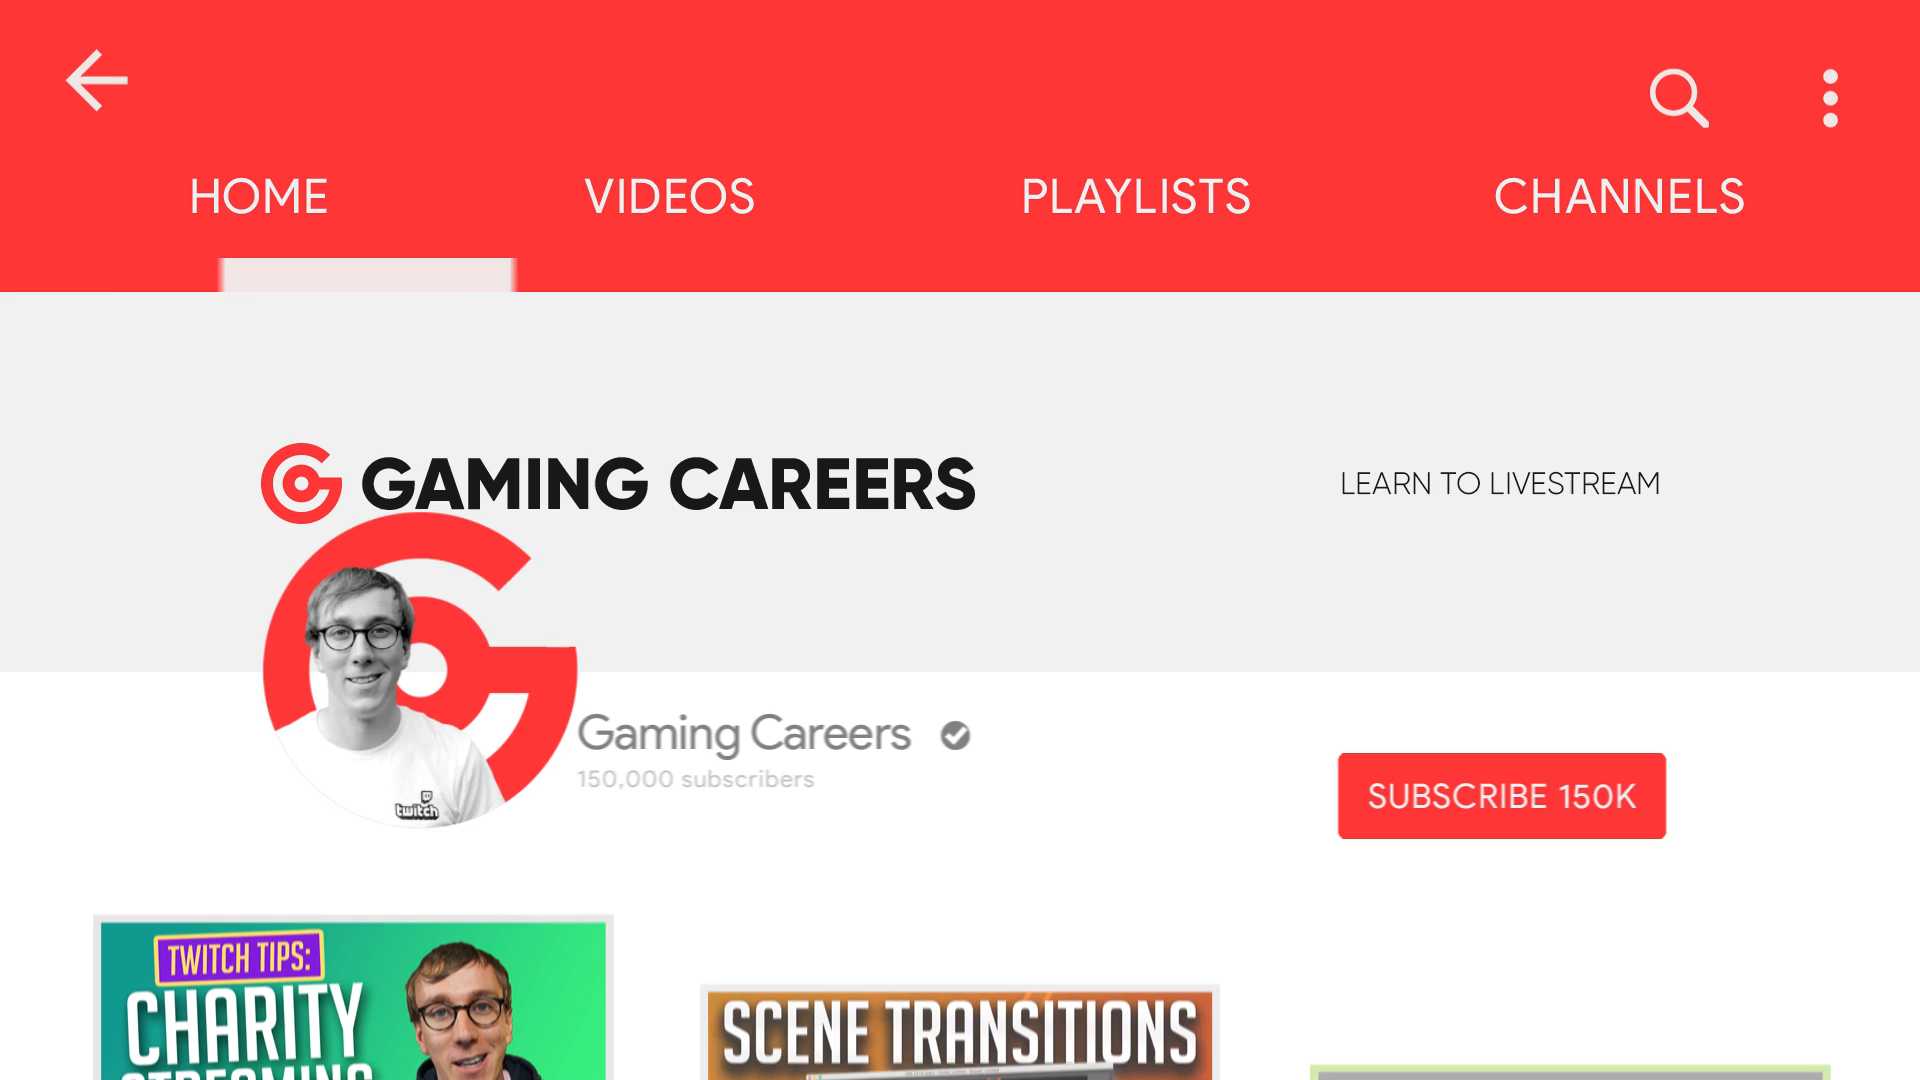 HOME VIDEOS PLAYLISTS CHANNELS
GAMING CAREERS
LEARN TO LIVESTREAM
Gaming Careers
150,000 subscribers
SUBSCRIBE 150K
twitch
TWITCH TIPS:
CHARITY
STREAMING
SCENE TRANSITIONS